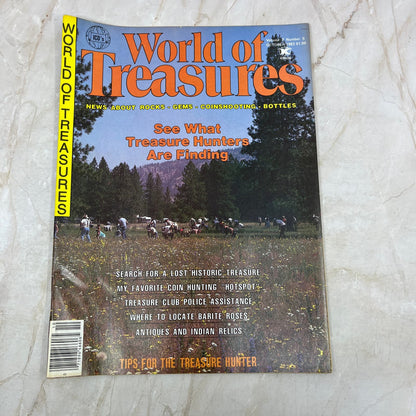 World of
Treasures
NEWS ABOUT ROCKS • GEMS • COINSHOOTING • BOTTLES
WORLD OF TREASURES
See What
Treasure Hunters
Are Finding
SEARCH FOR A LOST HISTORIC TREASURE
MY FAVORITE COIN HUNTING HOTSPOT
TREASURE CLUB POLICE ASSISTANCE
WHERE TO LOCATE BARITE ROSES
ANTIQUES AND INDIAN RELICS
TIPS FOR THE TREASURE HUNTER